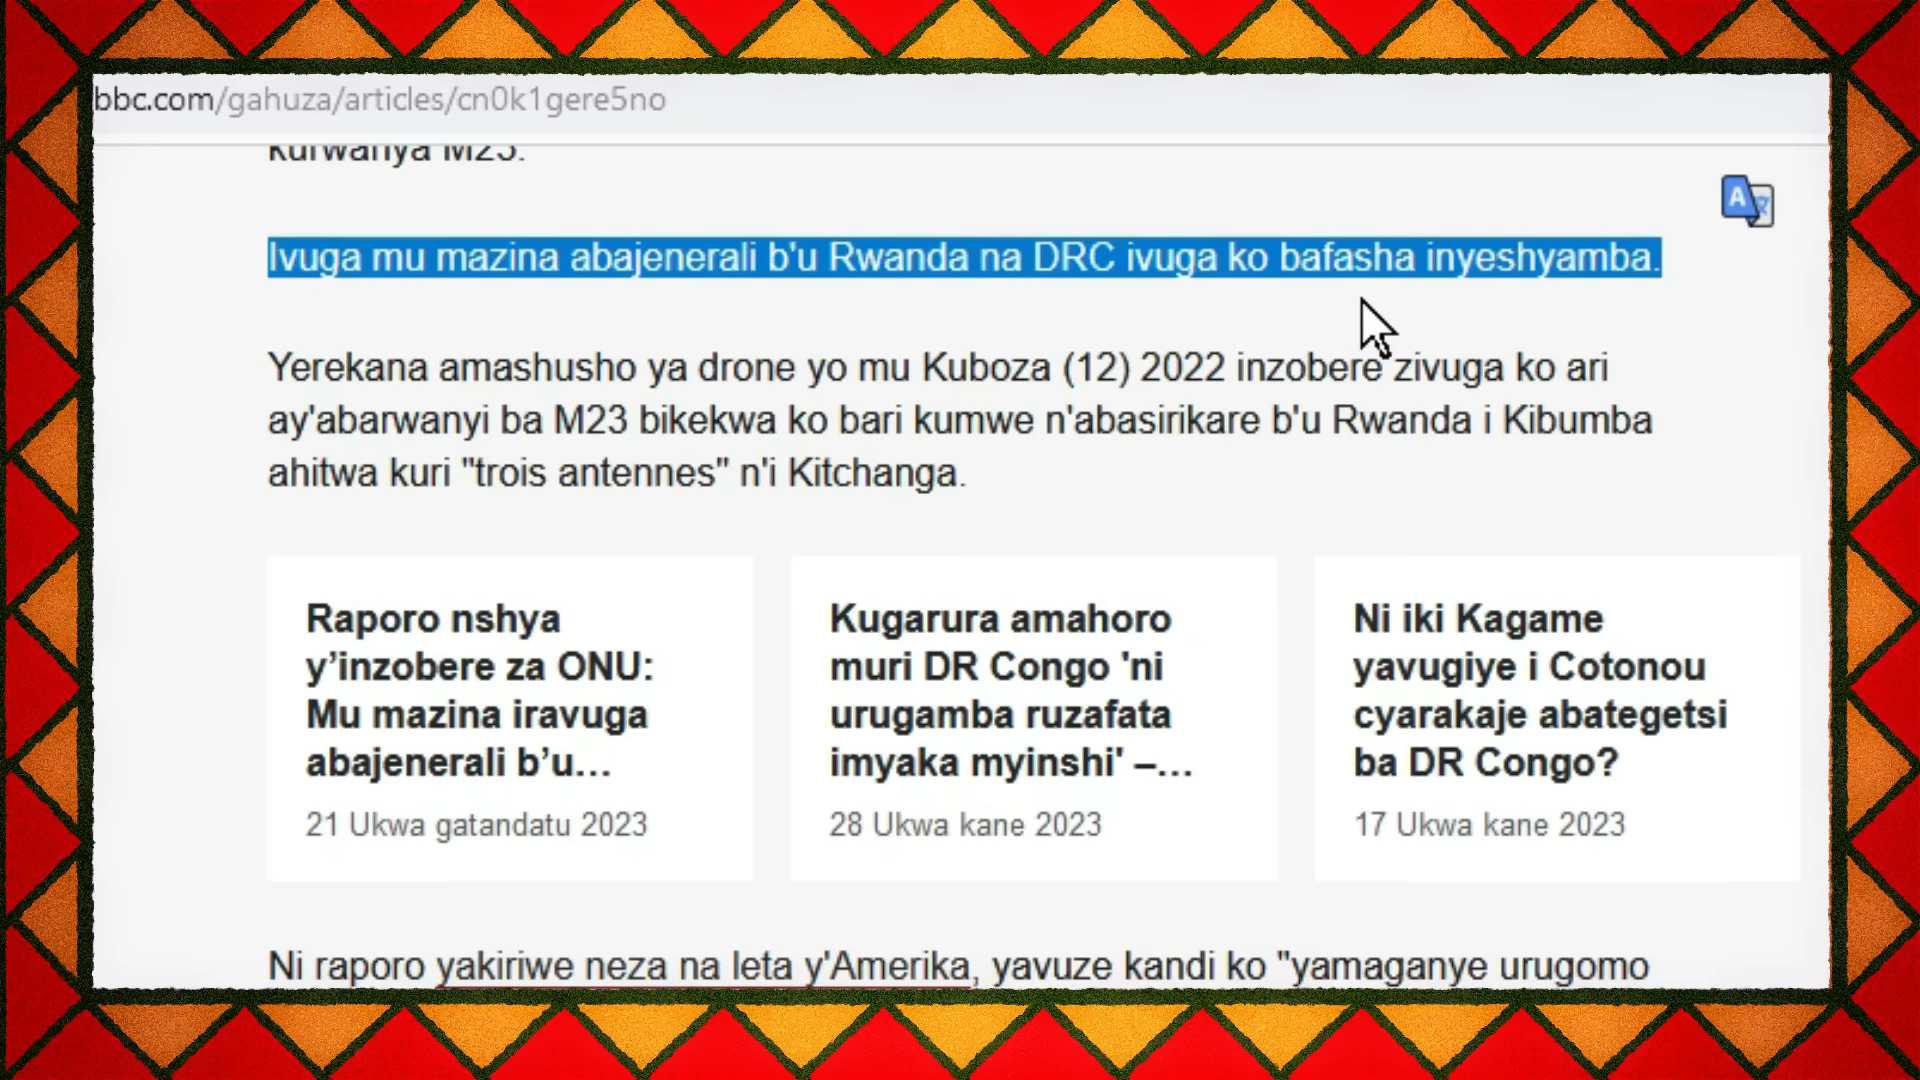 bbc.com/gahuza/articles/cn0k1gere5no
kurwanya M23.
Ivuga mu mazina abajenerali b'u Rwanda na DRC ivuga ko bafasha inyeshyamba.
Yerekana amashusho ya drone yo mu Kuboza (12) 2022 inzobere zivuga ko ari
ay'abarwanyi ba M23 bikekwa ko bari kumwe n'abasirikare b'u Rwanda i Kibumba
ahitwa kuri "trois antennes" n'i Kitchanga.
Raporo nshya
y’inzobere za ONU:
Mu mazina iravuga
abajenerali b’u...
21 Ukwa gatandatu 2023
Kugarura amahoro
muri DR Congo 'ni
urugamba ruzafata
imyaka myinshi' –...
28 Ukwa kane 2023
Ni iki Kagame
yavugiye i Cotonou
cyarakaje abategetsi
ba DR Congo?
17 Ukwa kane 2023
Ni raporo yakiriwe neza na leta y'Amerika, yavuze kandi ko "yamaganye urugomo